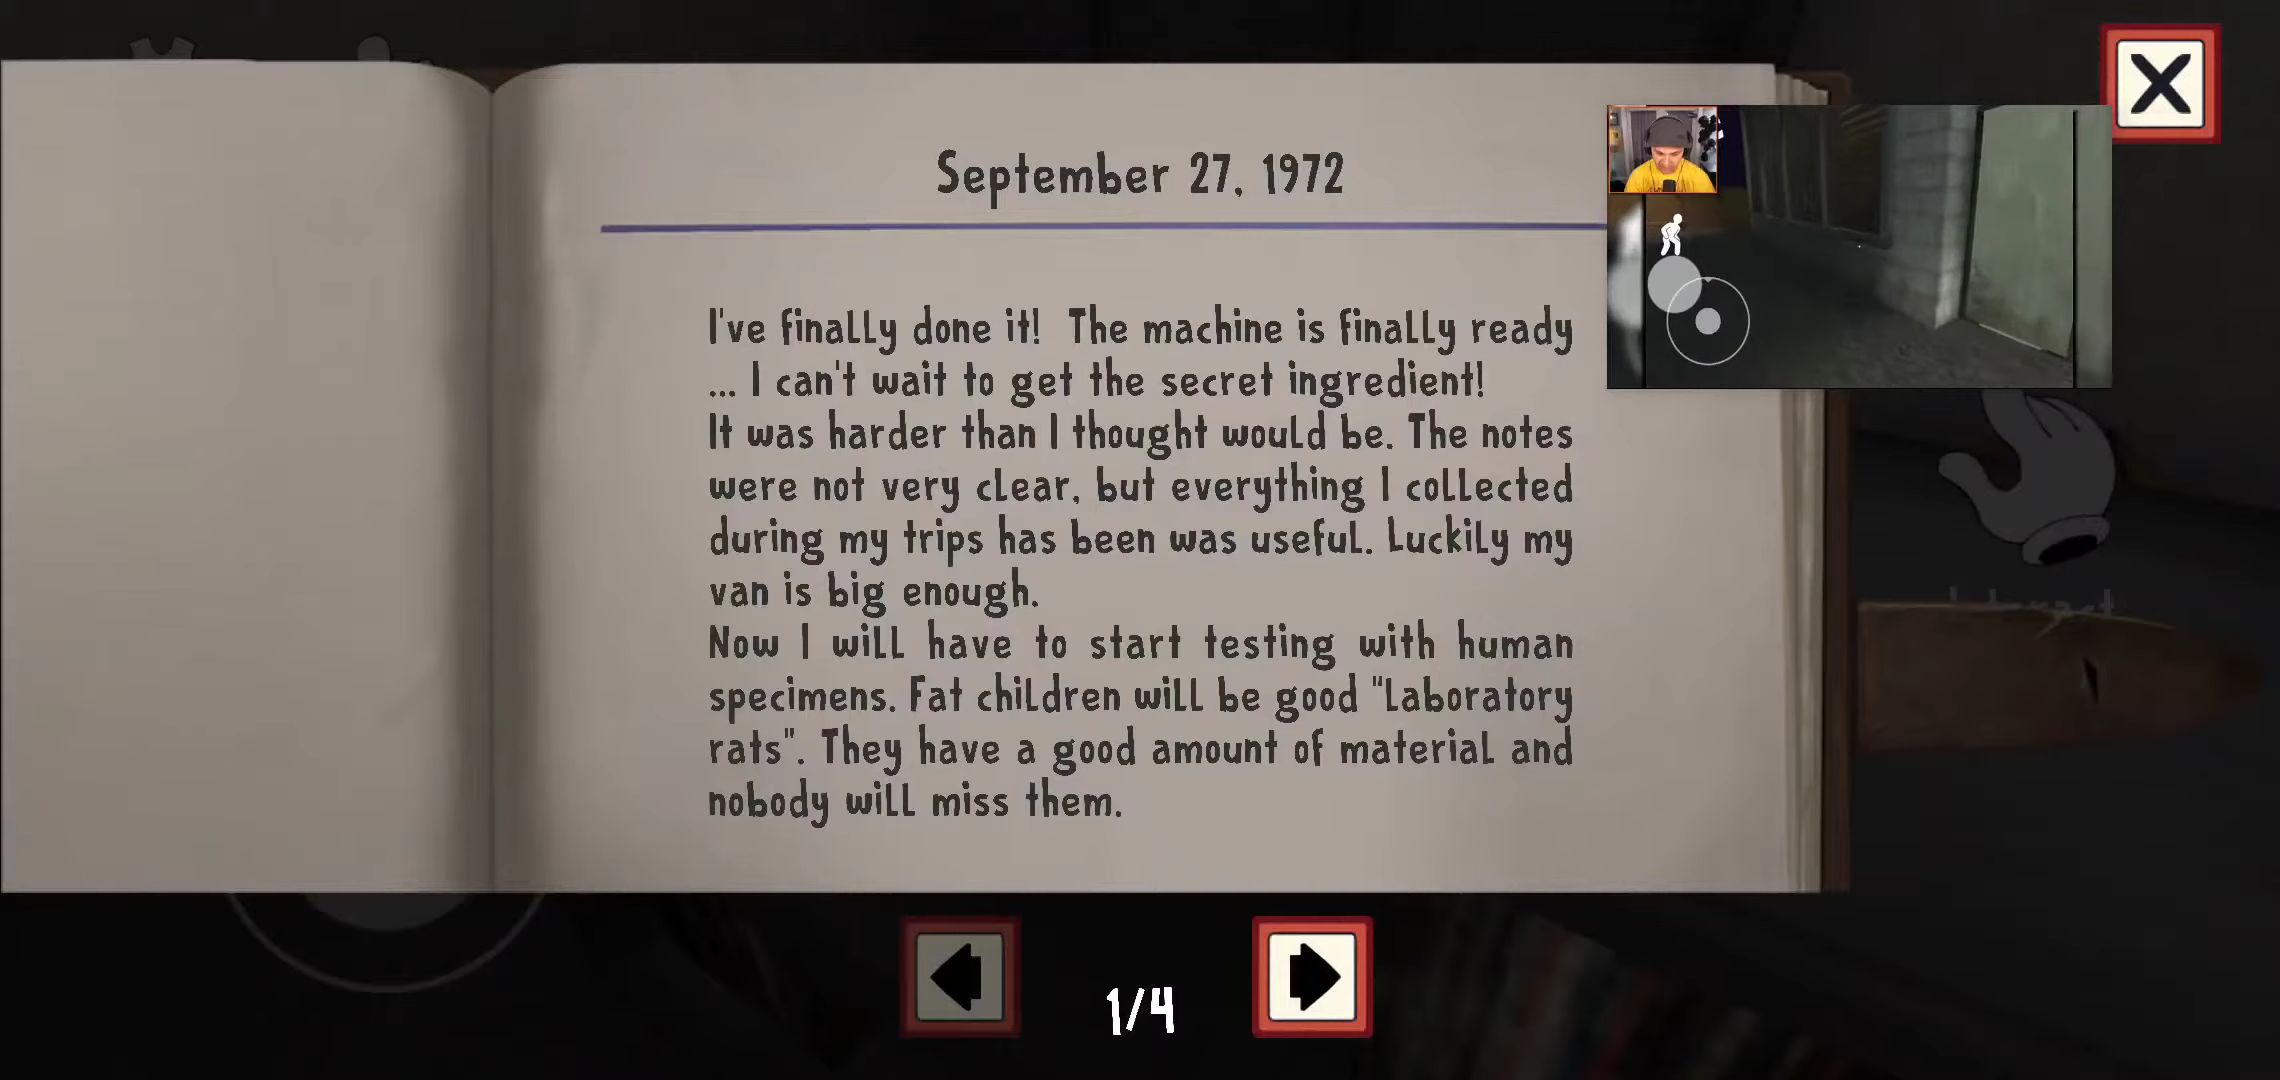 September 27, 1972
I've finally done it! The machine is finally ready
... I can't wait to get the secret ingredient!
It was harder than I thought would be. The notes
were not very clear, but everything I collected
during my trips has been was useful. Luckily my
van is big enough.
Now I will have to start testing with human
specimens. Fat children will be good "laboratory
rats". They have a good amount of material and
nobody will miss them.
1/4